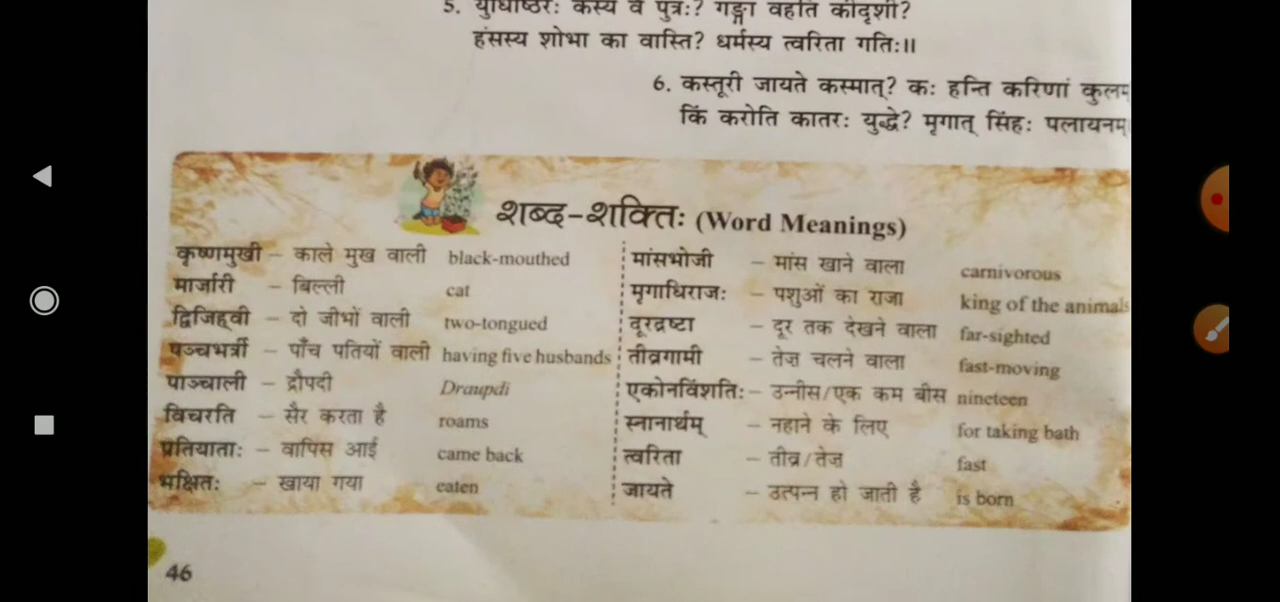 5. युधिष्ठिरः कस्य वै पुत्रः? गङ्गा वहति कीदृशी?
हंसस्य शोभा का वास्ति? धर्मस्य त्वरिता गतिः॥
6. कस्तूरी जायते कस्मात्? कः हन्ति करिणां कुलम्
किं करोति कातरः युद्धे? मृगात् सिंहः पलायनम्
शब्द-शक्तिः (Word Meanings)
कृष्णमुखी – काले मुख वाली black-mouthed
मार्जारी – बिल्ली cat
द्विजिह्वी – दो जीभों वाली two-tongued
पञ्चभर्त्री – पाँच पतियों वाली having five husbands
पाञ्चाली – द्रौपदी Draupdi
विचरति – सैर करता है roams
प्रतियाताः – वापिस आई came back
भक्षितः – खाया गया eaten
मांसभोजी – मांस खाने वाला carnivorous
मृगाधिराजः – पशुओं का राजा king of the animals
दूरद्रष्टा – दूर तक देखने वाला far-sighted
तीव्रगामी – तेज़ चलने वाला fast-moving
एकोनविंशतिः – उन्नीस/एक कम बीस nineteen
स्नानार्थम् – नहाने के लिए for taking bath
त्वरिता – तीव्र/तेज़ fast
जायते – उत्पन्न हो जाती है is born
46